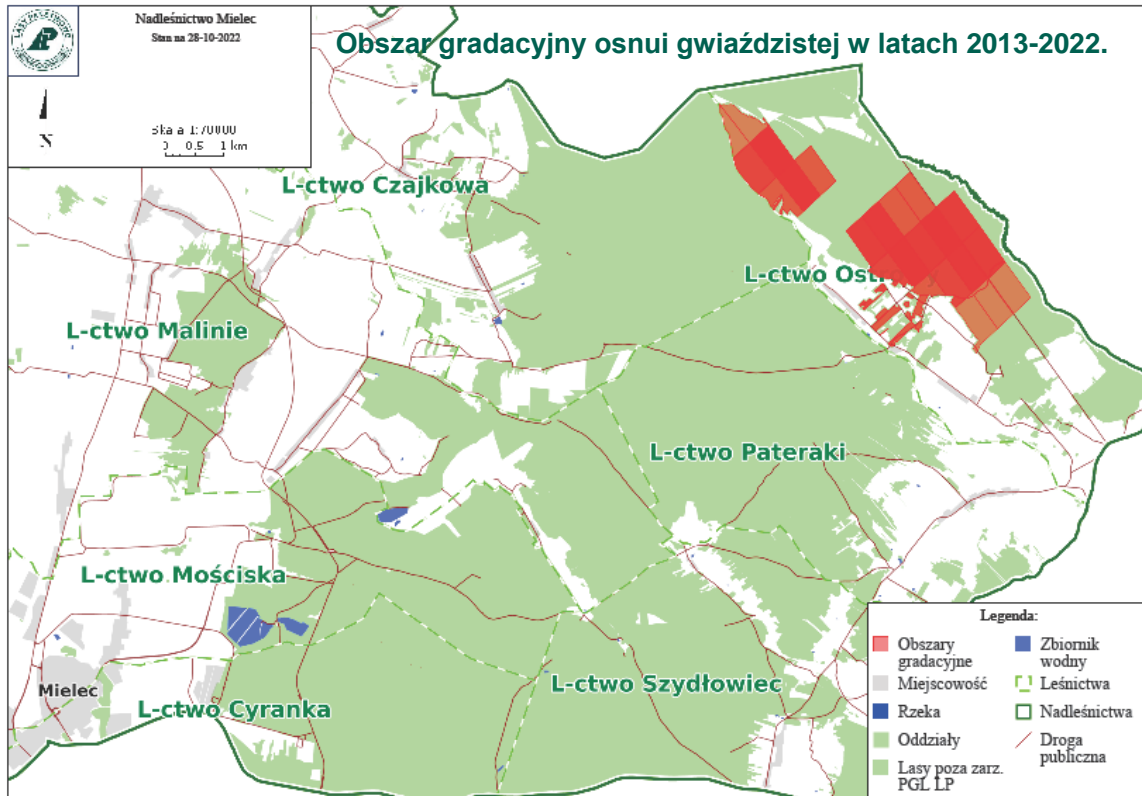 Nadleśnictwo Mielec
Stan na 28-10-2022
Obszar gradacyjny osnui gwiaździstej w latach 2013-2022.
N
0 0.5 1 km
L-ctwo Czajkowa
L-ctwo Malinie
L-ctwo Pateraki
L-ctwo Mościska
L-ctwo Szydłowiec
Mielec
L-ctwo Cyranka
Legenda:
Obszary
gradacyjne
Miejscowość
Rzeka
Oddziały
Lasy poza zarz.
PGL LP
Zbiornik
wodny
Leśnictwa
Nadleśnictwa
Droga
publiczna